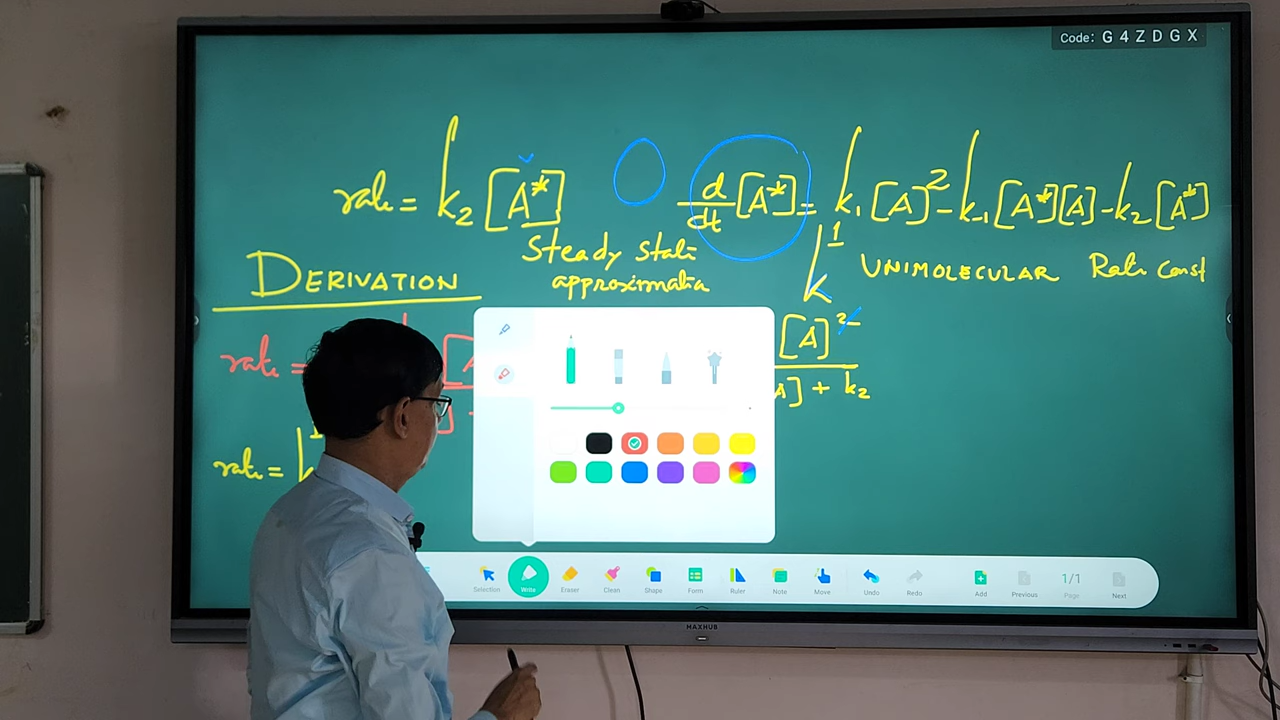 Code: G4ZDGX
rate = k₂ [A*]
d/dt [A*] = k₁ [A]² - k₋₁ [A*][A] - k₂ [A*]
Steady state
approximation
k¹ UNIMOLECULAR Rate const
DERIVATION
rate =
[A]²
A] + k₂
rate = k¹
Selection Write Eraser Clean Shape Form Ruler Note Move Undo Redo Add Previous 1/1 Page Next
MAXHUB